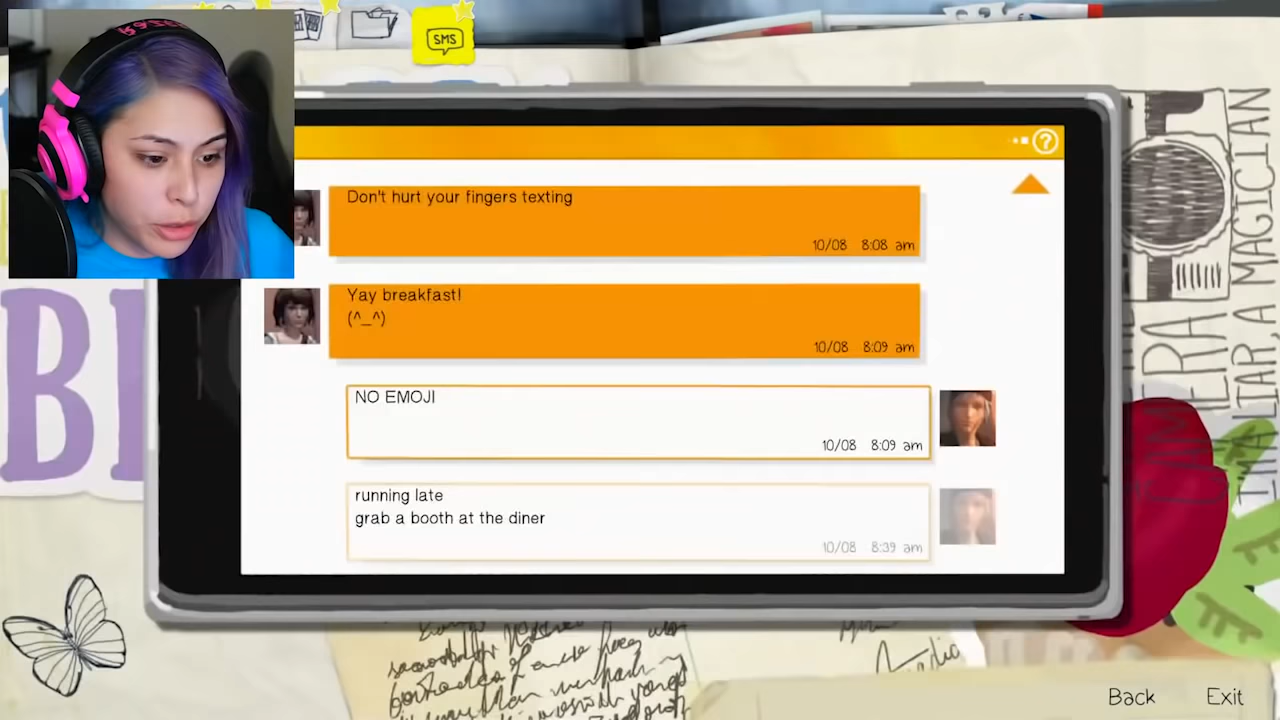 RAZER
SMS
?
Don't hurt your fingers texting
10/08 8:08 am
Yay breakfast!
(^_^)
10/08 8:09 am
NO EMOJI
10/08 8:09 am
running late
grab a booth at the diner
10/08 8:39 am
A MAGICIAN
Back
Exit